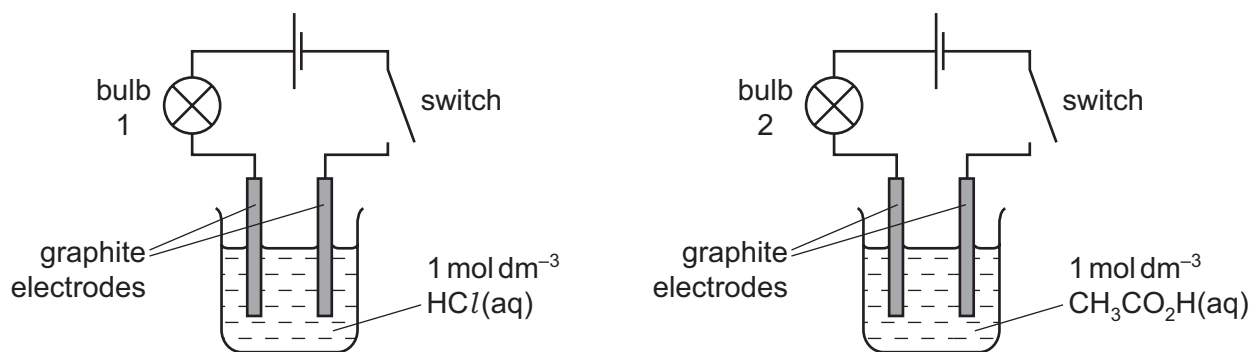 bulb
1
switch
graphite
electrodes
1 mol dm⁻³
HCl(aq)
bulb
2
switch
graphite
electrodes
1 mol dm⁻³
CH₃CO₂H(aq)